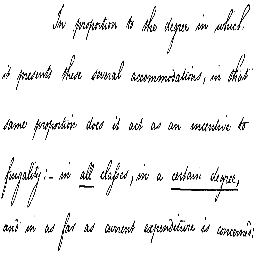 In proportion to the degree in which
it presents these several accommodations, in that
same proportion does it act as an incentive to
frugality:- in all classes, in a certain degree,
and in as far as current expenditure is concerned: